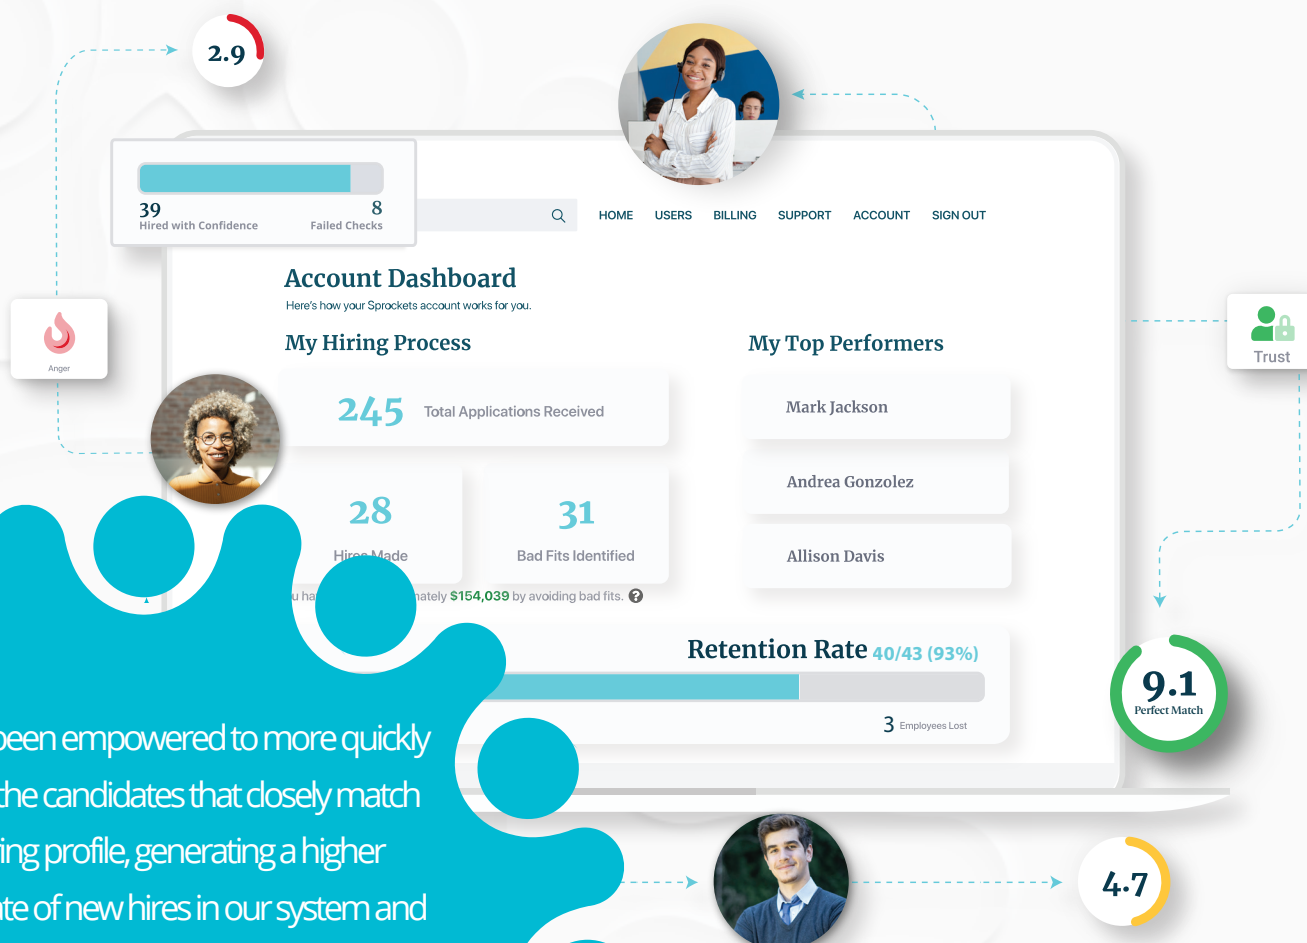 2.9
39
8
Hired with Confidence
Failed Checks
HOME USERS BILLING SUPPORT ACCOUNT SIGN OUT
Account Dashboard
Here's how your Sprockets account works for you.
My Hiring Process
My Top Performers
Anger
Trust
245 Total Applications Received
Mark Jackson
Andrea Gonzolez
Allison Davis
28
Hires Made
31
Bad Fits Identified
$154,039 by avoiding bad fits.
Retention Rate 40/43 (93%)
3 Employees Lost
9.1
Perfect Match
been empowered to more quickly
the candidates that closely match
profile, generating a higher
of new hires in our system and
4.7